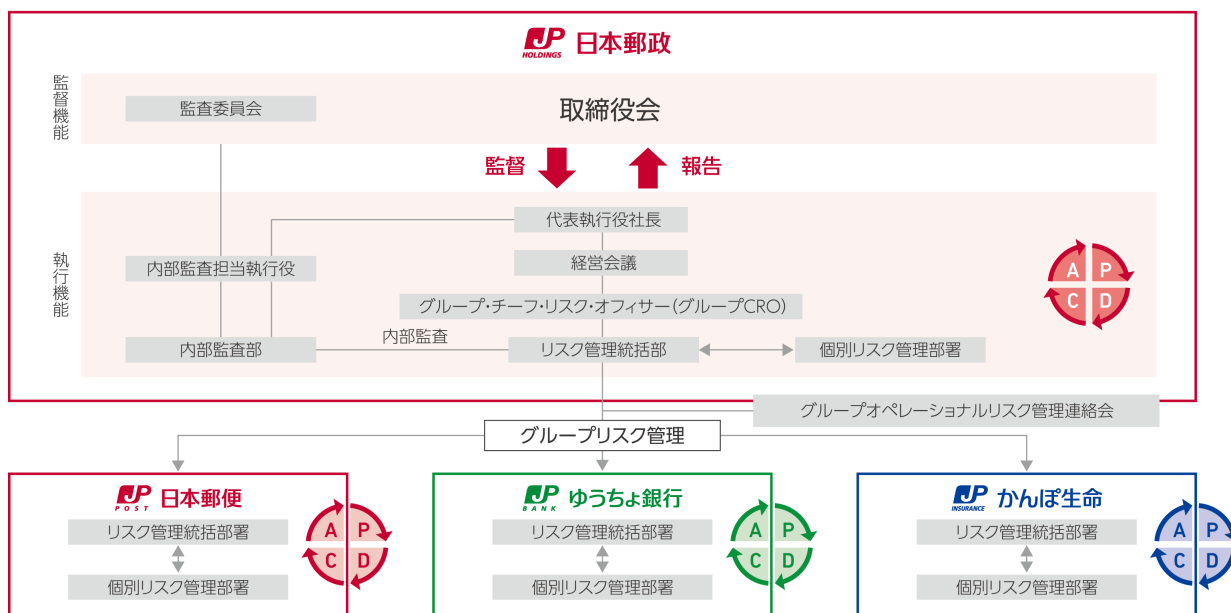 JP HOLDINGS 日本郵政
監督機能
監査委員会
取締役会
監督
報告
執行機能
代表執行役社長
経営会議
内部監査担当執行役
グループ・チーフ・リスク・オフィサー(グループCRO)
内部監査部
内部監査
リスク管理統括部
個別リスク管理部署
A P
C D
グループオペレーショナルリスク管理連絡会
グループリスク管理
JP POST 日本郵便
リスク管理統括部署
個別リスク管理部署
A P
C D
JP BANK ゆうちょ銀行
リスク管理統括部署
個別リスク管理部署
A P
C D
JP INSURANCE かんぽ生命
リスク管理統括部署
個別リスク管理部署
A P
C D